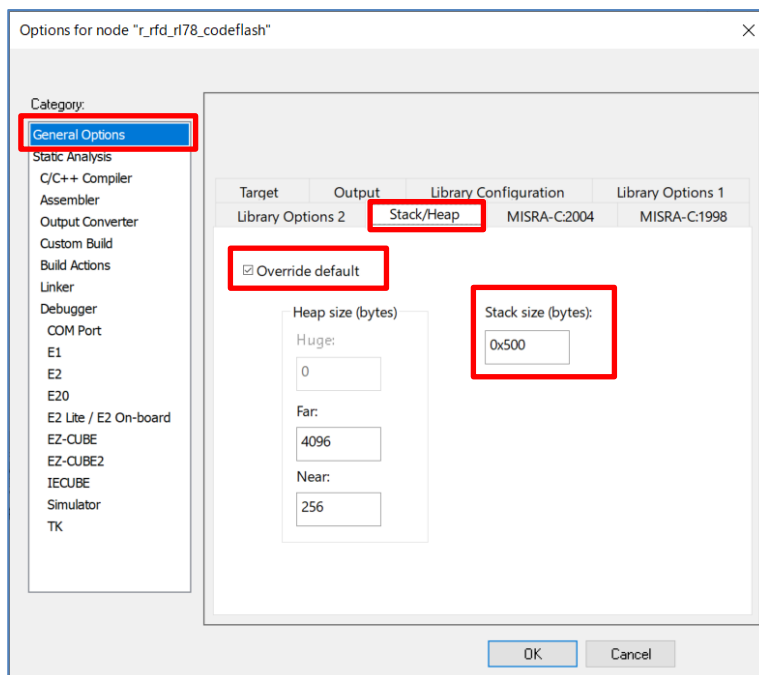 Options for node "r_rfd_rl78_codeflash"
Category:
General Options
Static Analysis
C/C++ Compiler
Assembler
Output Converter
Custom Build
Build Actions
Linker
Debugger
COM Port
E1
E2
E20
E2 Lite / E2 On-board
EZ-CUBE
EZ-CUBE2
IECUBE
Simulator
TK
Target Output Library Configuration Library Options 1
Library Options 2 Stack/Heap MISRA-C:2004 MISRA-C:1998
Override default
Heap size (bytes)
Huge:
0
Far:
4096
Near:
256
Stack size (bytes):
0x500
OK Cancel